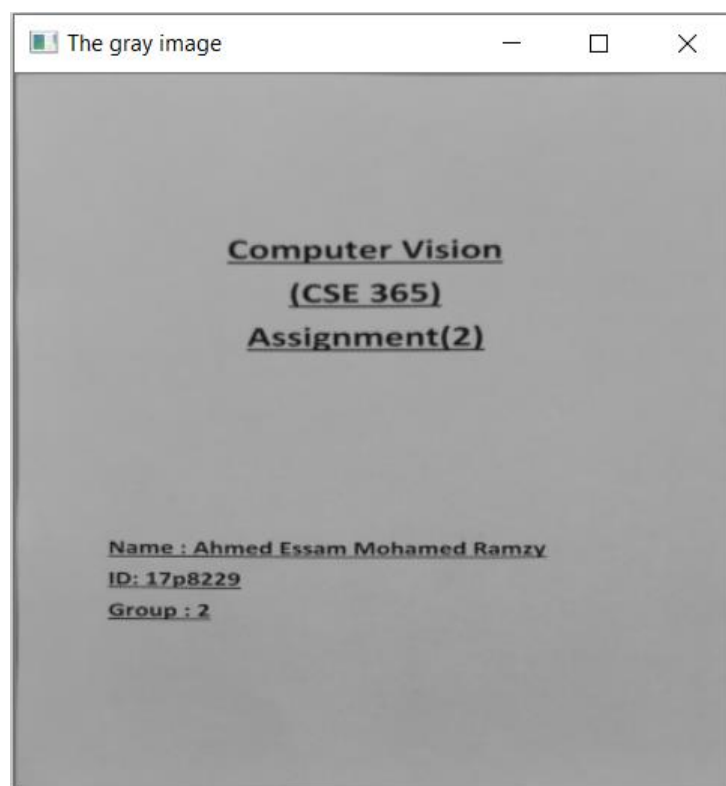 The gray image
Computer Vision
(CSE 365)
Assignment(2)
Name : Ahmed Essam Mohamed Ramzy
ID: 17p8229
Group : 2